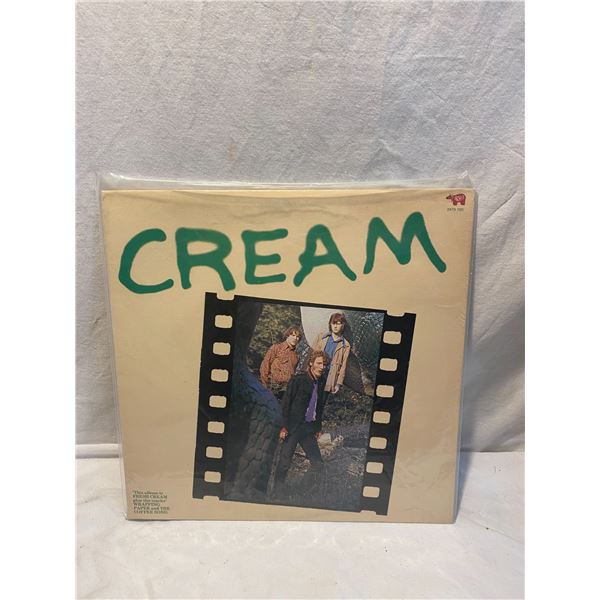 CREAM
'This album is
FRESH CREAM
plus the tracks'
WRAPPING
PAPER and THE
COFFEE SONG.